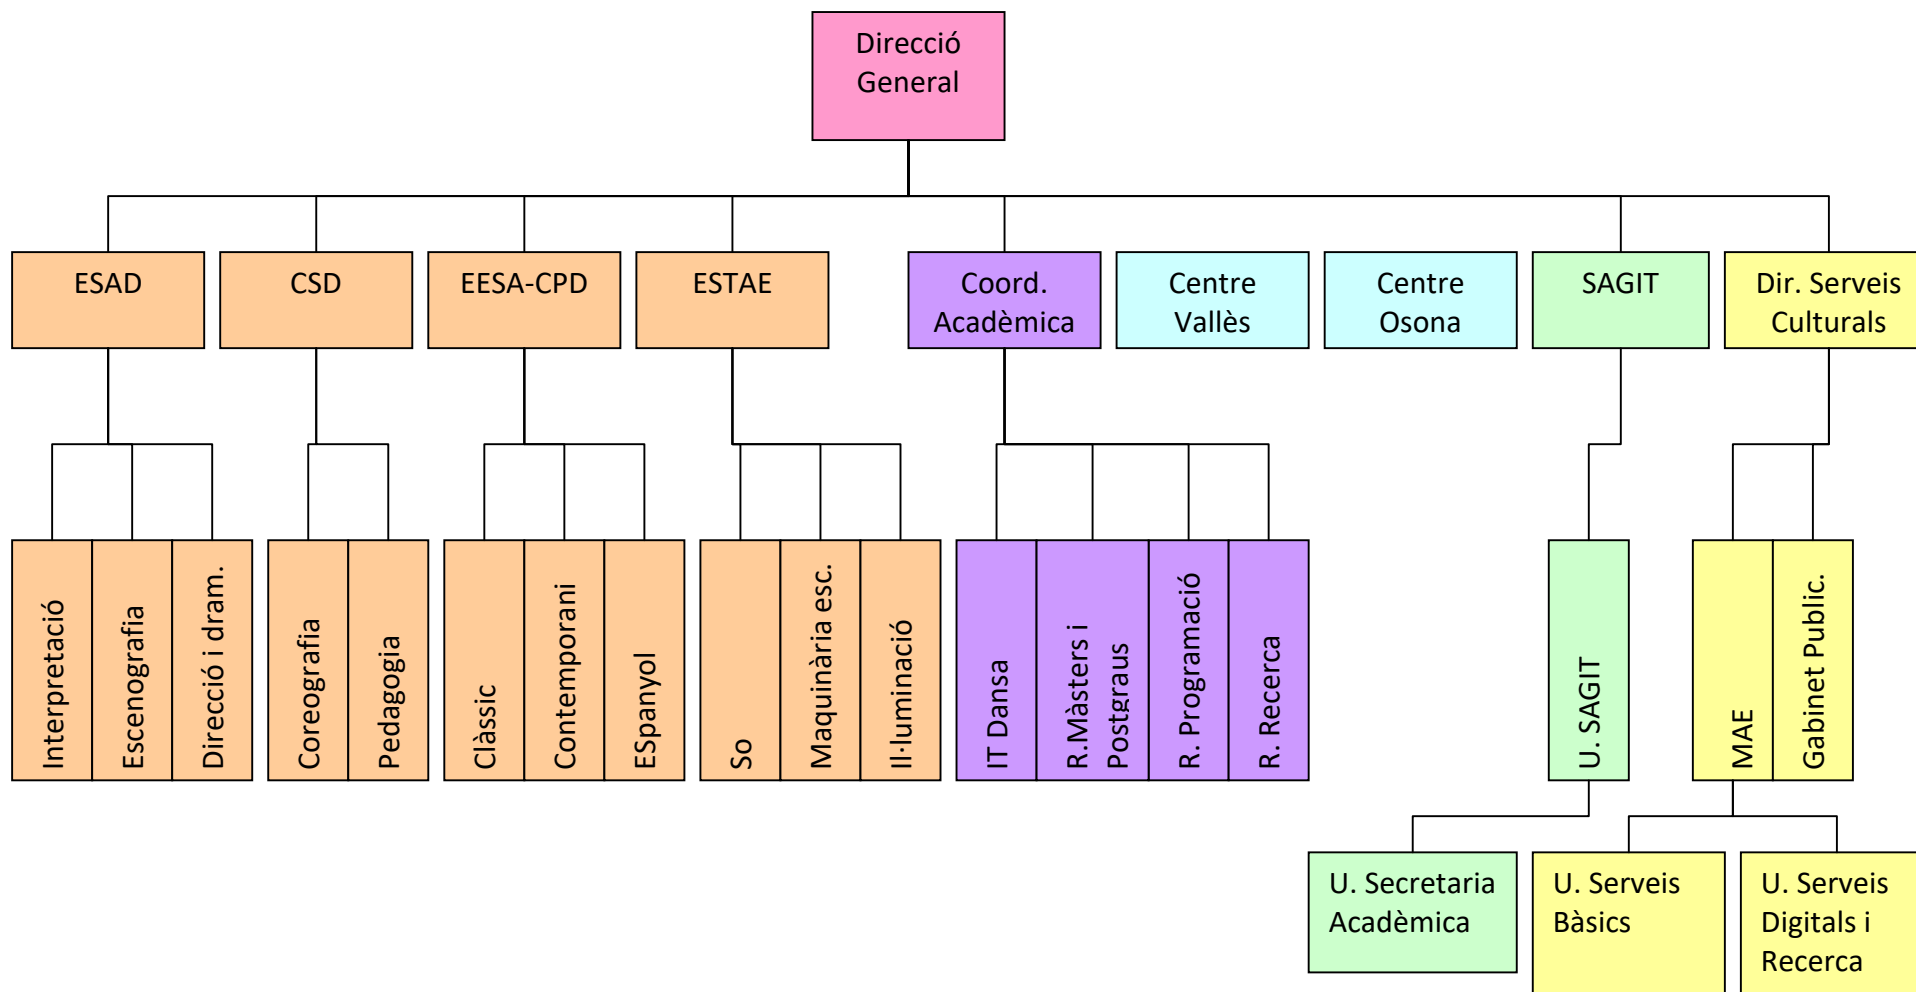 Direcció
General
ESAD
CSD
EESA-CPD
ESTAE
Coord.
Acadèmica
Centre
Vallès
Centre
Osona
SAGIT
Dir. Serveis
Culturals
Interpretació
Escenografia
Direcció i dram.
Coreografia
Pedagogia
Clàssic
Contemporani
ESpanyol
So
Maquinària esc.
Il·luminació
IT Dansa
R.Màsters i
Postgraus
R. Programació
R. Recerca
U. SAGIT
MAE
Gabinet Public.
U. Secretaria
Acadèmica
U. Serveis
Bàsics
U. Serveis
Digitals i
Recerca